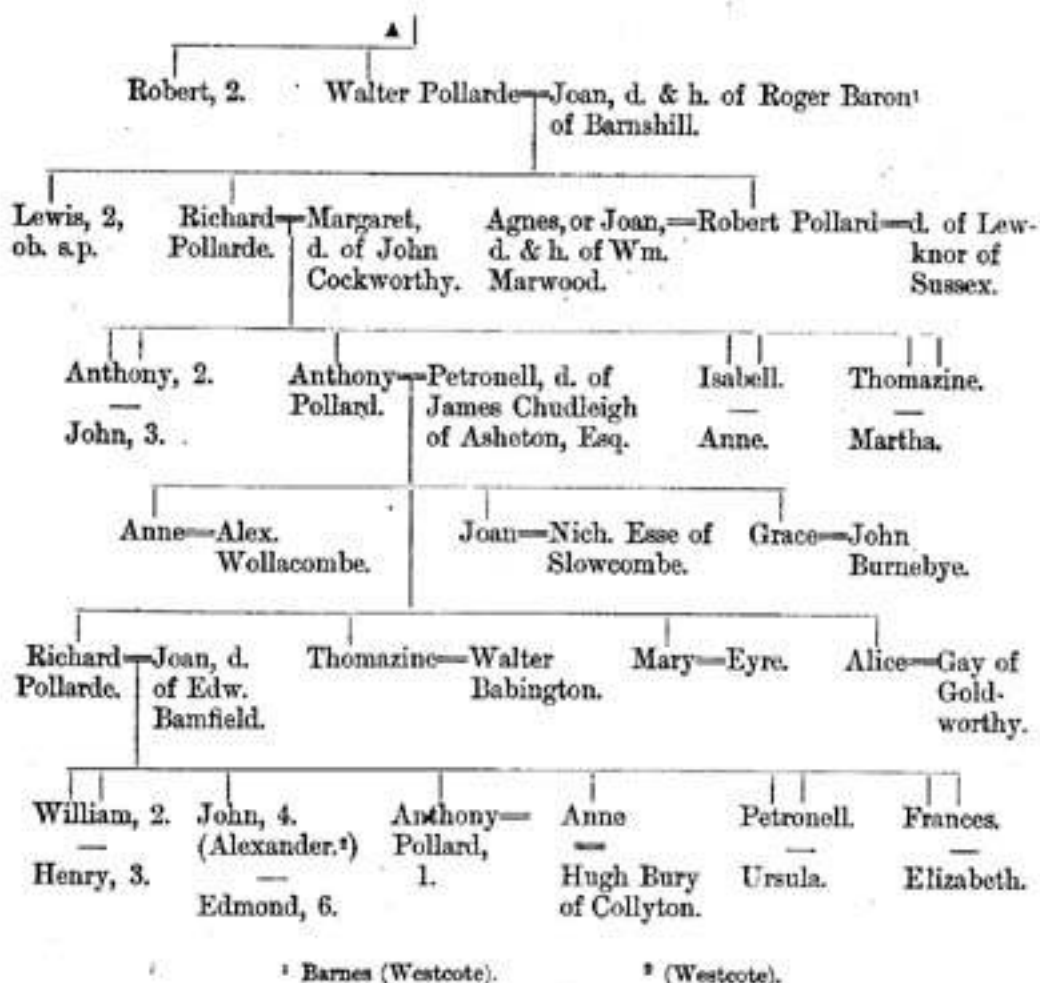 ▲
Robert, 2. Walter Pollarde=Joan, d. & h. of Roger Baron¹
of Barnshill.
Lewis, 2, Richard=Margaret, Agnes, or Joan,=Robert Pollard=d. of Lew-
ob. s.p. Pollarde. d. of John d. & h. of Wm. knor of
Cockworthy. Marwood. Sussex.
Anthony, 2. Anthony=Petronell, d. of Isabell. Thomazine.
— Pollard. James Chudleigh — —
John, 3. of Asheton, Esq. Anne. Martha.
Anne=Alex. Joan=Nich. Esse of Grace=John
Wollacombe. Slowcombe. Burnebye.
Richard=Joan, d. Thomazine=Walter Mary=Eyre. Alice=Gay of
Pollarde. of Edw. Babington. Gold-
Bamfield. worthy.
William, 2. John, 4. Anthony= Anne Petronell. Frances.
— (Alexander.²) Pollard, = — —
Henry, 3. — 1. Hugh Bury Ursula. Elizabeth.
Edmond, 6. of Collyton.
¹ Barnes (Westcote). ² (Westcote).